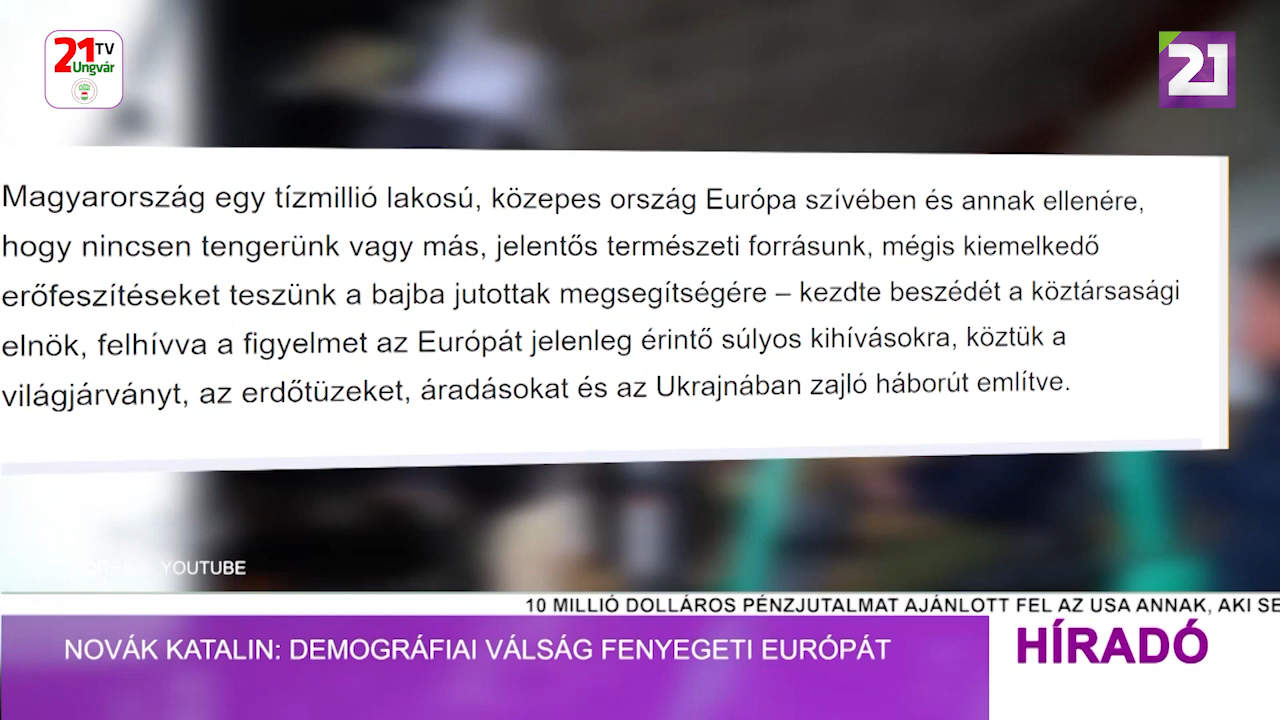 21 TV
Ungvár
21
Magyarország egy tízmillió lakosú, közepes ország Európa szívében és annak ellenére,
hogy nincsen tengerünk vagy más, jelentős természeti forrásunk, mégis kiemelkedő
erőfeszítéseket teszünk a bajba jutottak megsegítségére – kezdte beszédét a köztársasági
elnök, felhívva a figyelmet az Európát jelenleg érintő súlyos kihívásokra, köztük a
világjárványt, az erdőtüzeket, áradásokat és az Ukrajnában zajló háborút említve.
YOUTUBE
10 MILLIÓ DOLLÁROS PÉNZJUTALMAT AJÁNLOTT FEL AZ USA ANNAK, AKI SE
NOVÁK KATALIN: DEMOGRÁFIAI VÁLSÁG FENYEGETI EURÓPÁT
HÍRADÓ